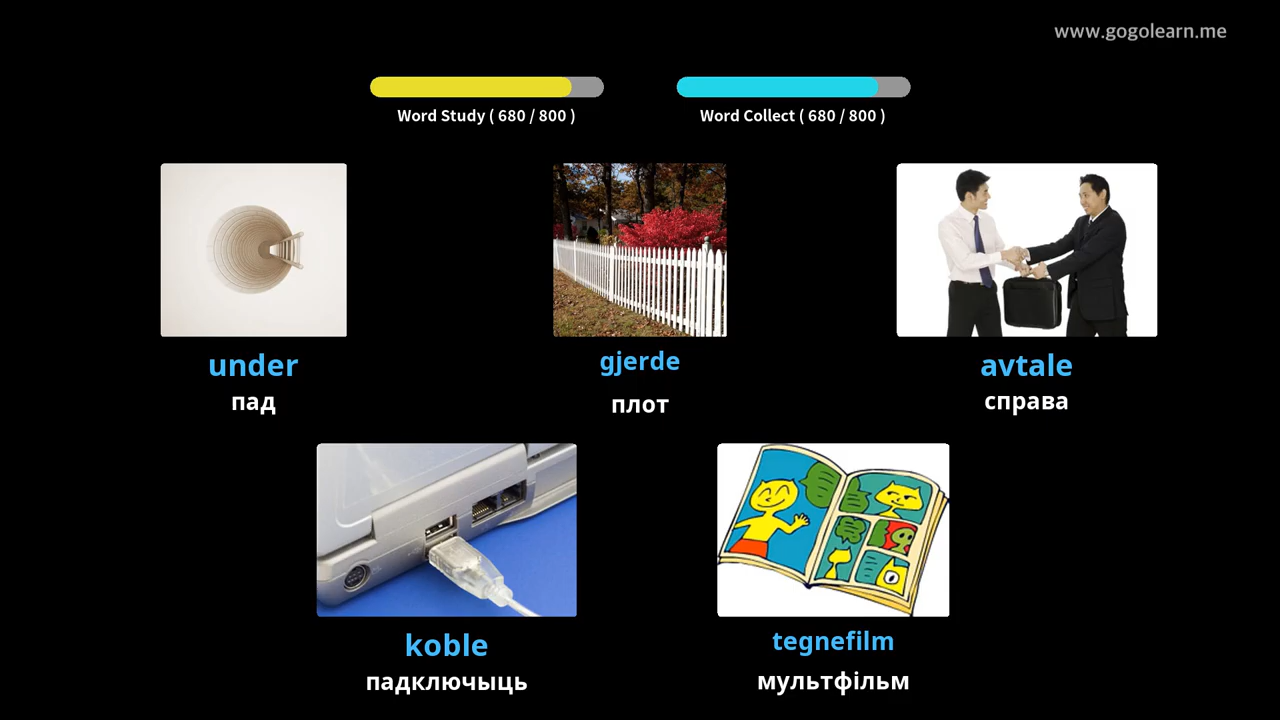 www.gogolearn.me
Word Study ( 680 / 800 )
Word Collect ( 680 / 800 )
under
пад
gjerde
плот
avtale
справа
koble
падключыць
tegnefilm
мультфільм